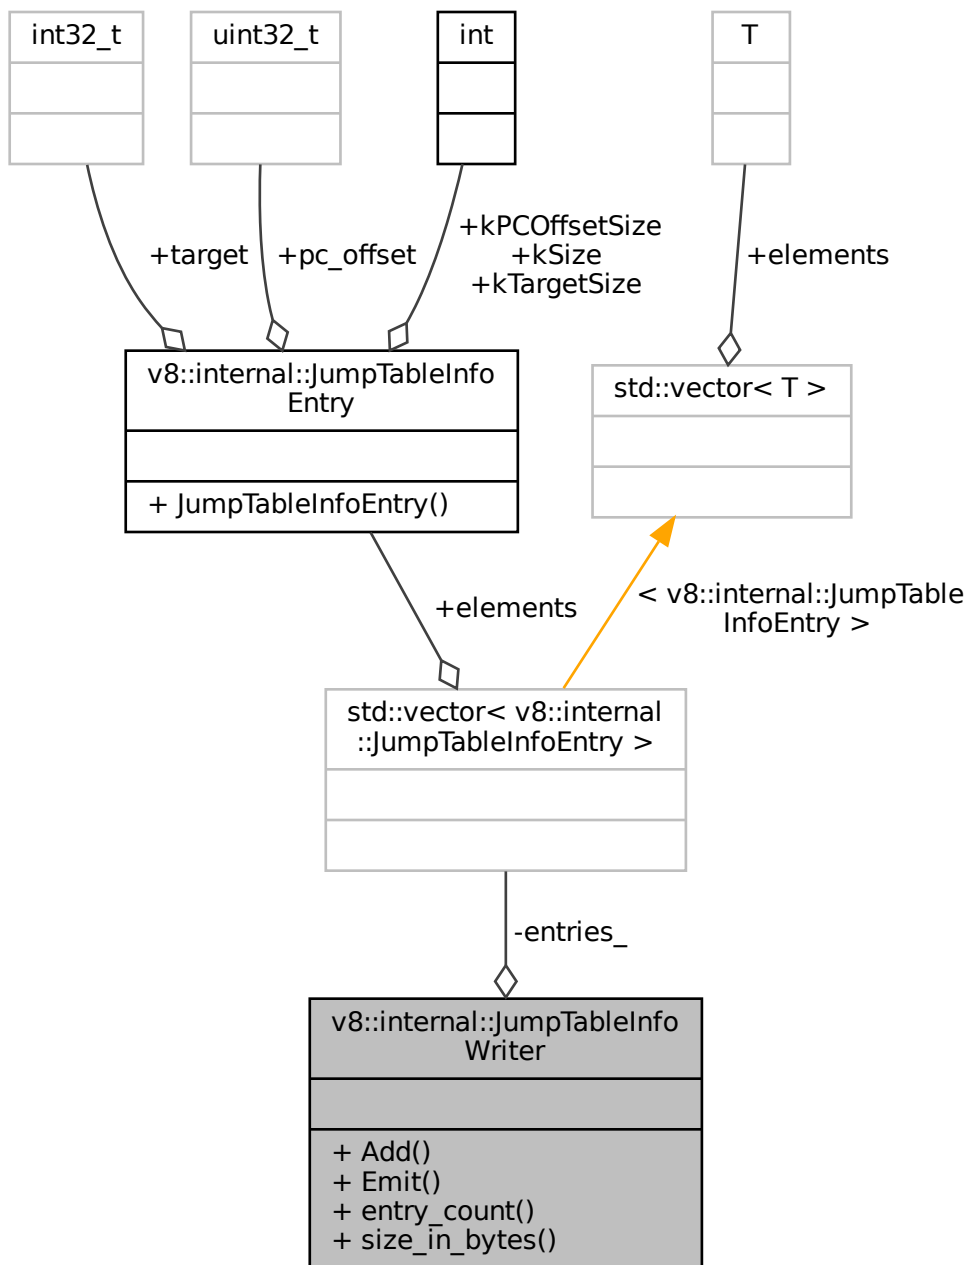 int32_t
uint32_t
int
T
+target
+pc_offset
+kPCOffsetSize
+kSize
+kTargetSize
+elements
v8::internal::JumpTableInfo
Entry
+ JumpTableInfoEntry()
std::vector< T >
+elements
< v8::internal::JumpTable
InfoEntry >
std::vector< v8::internal
::JumpTableInfoEntry >
-entries_
v8::internal::JumpTableInfo
Writer
+ Add()
+ Emit()
+ entry_count()
+ size_in_bytes()